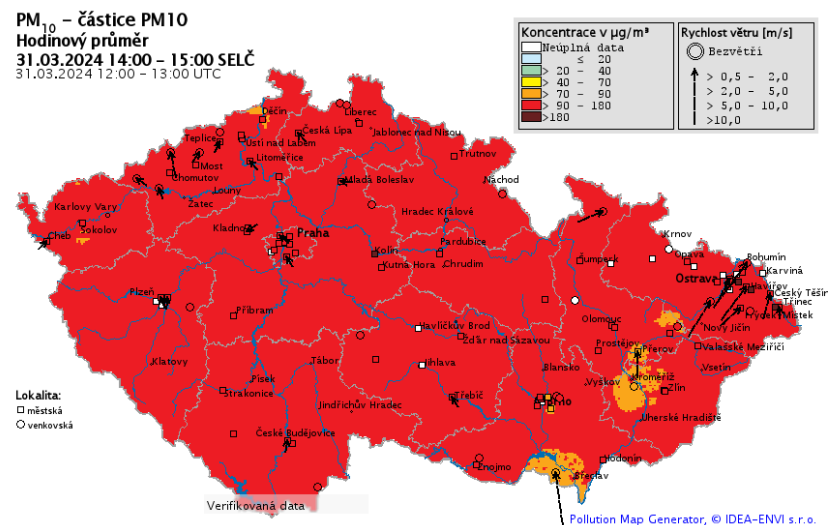 PM10 – částice PM10
Hodinový průměr
31.03.2024 14:00 – 15:00 SELČ
31.03.2024 12:00 – 13:00 UTC
Koncentrace v µg/m³
Neúplná data
≤ 20
> 20 - 40
> 40 - 70
> 70 - 90
> 90 - 180
>180
Rychlost větru [m/s]
Bezvětří
> 0,5 - 2,0
> 2,0 - 5,0
> 5,0 - 10,0
>10,0
Děčín
Liberec
Teplice
Ústí nad Labem
Česká Lípa
Jablonec nad Nisou
Most
Litoměřice
Trutnov
Chomutov
Mladá Boleslav
Náchod
Louny
Žatec
Karlovy Vary
Hradec Králové
Sokolov
Cheb
Kladno
Praha
Pardubice
Krnov
Kolín
Opava
Bohumín
Kutná Hora
Chrudim
Šumperk
Karviná
Ostrava
Havířov
Český Těšín
Plzeň
Třinec
Příbram
Frýdek Místek
Havlíčkův Brod
Olomouc
Nový Jičín
Žďár nad Sázavou
Prostějov
Přerov
Valašské Meziříčí
Klatovy
Tábor
Jihlava
Blansko
Vsetín
Písek
Vyškov
Kroměříž
Zlín
Strakonice
Třebíč
Brno
Jindřichův Hradec
Uherské Hradiště
České Budějovice
Znojmo
Hodonín
Břeclav
Lokalita:
městská
venkovská
Verifikovaná data
Pollution Map Generator, © IDEA-ENVI s.r.o.